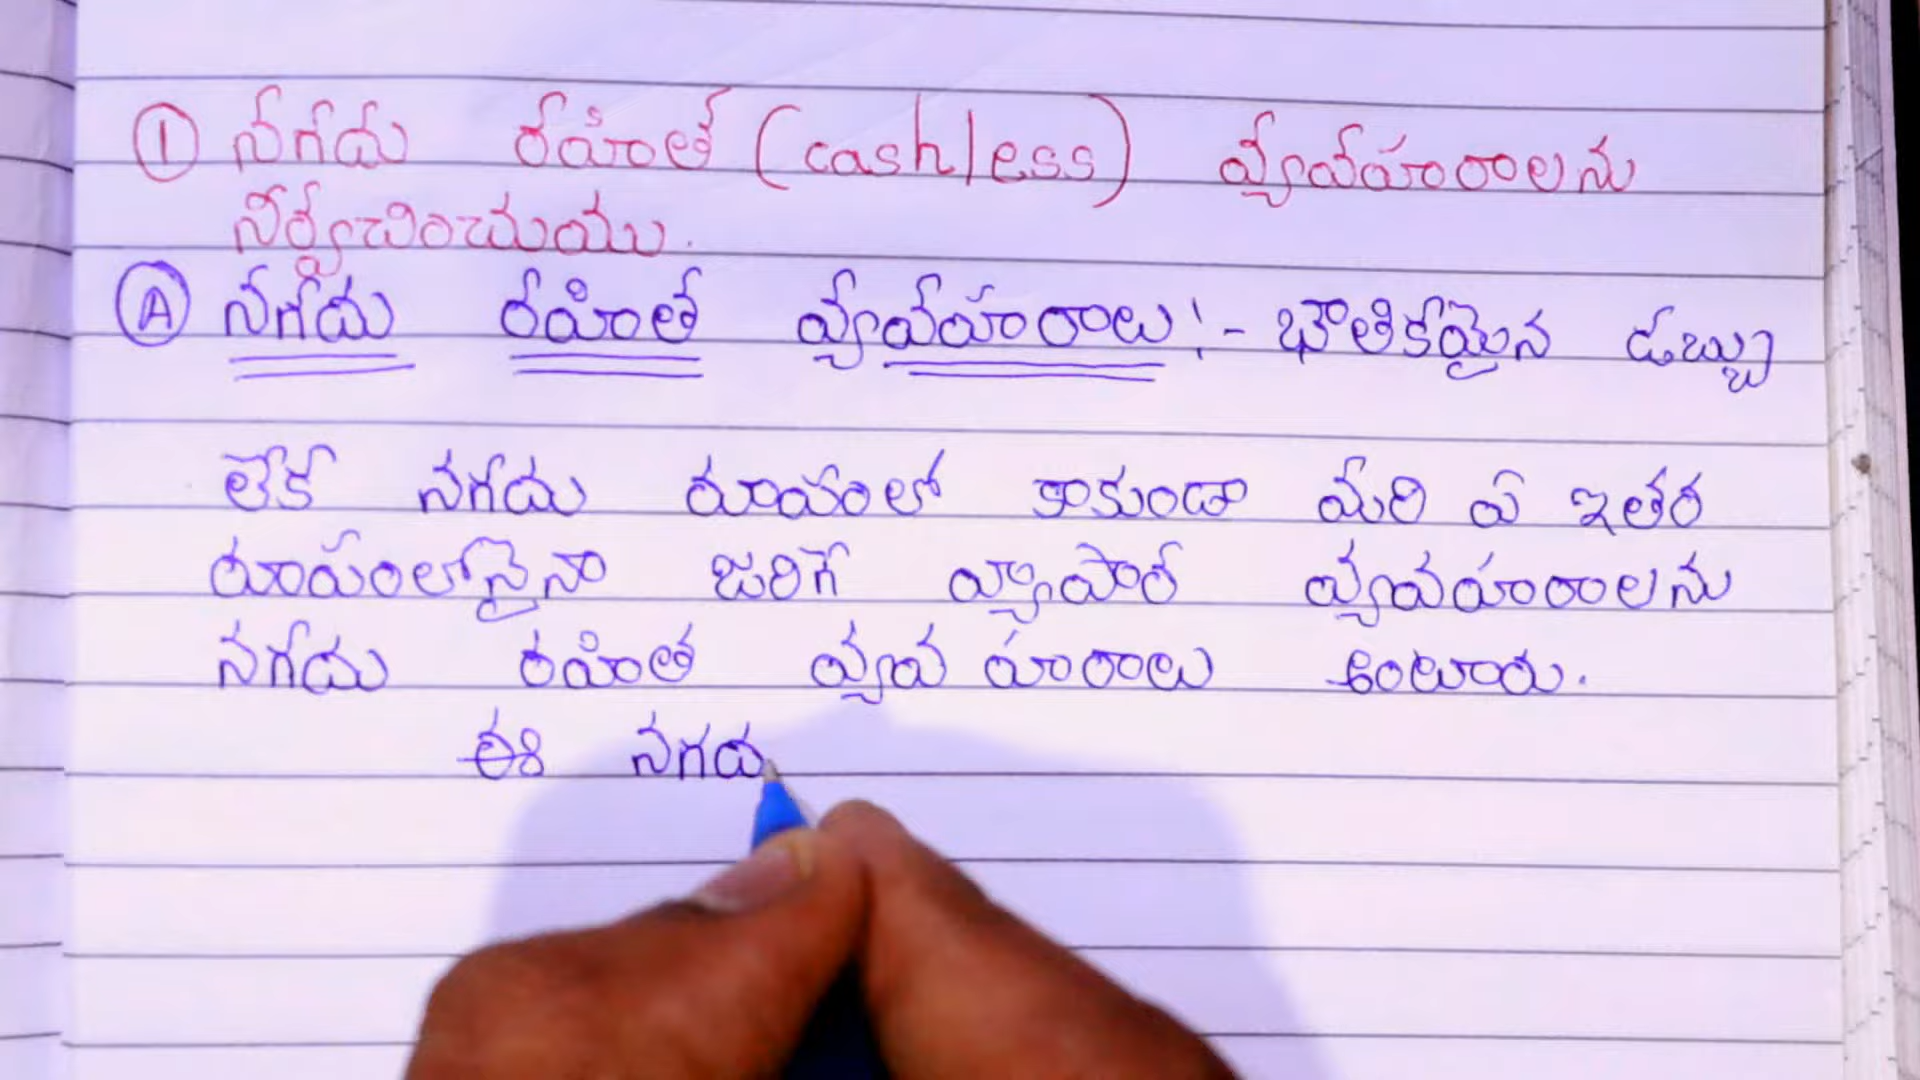 ① నగదు రహిత (cashless) వ్యవహారాలను
నిర్వచించుము.
Ⓐ నగదు రహిత వ్యవహారాలు :- భౌతికమైన డబ్బు
లేక నగదు రూపంలో కాకుండా మరి ఏ ఇతర
రూపంలోనైనా జరిగే వ్యాపార వ్యవహారాలను
నగదు రహిత వ్యవహారాలు అంటారు.
ఈ నగదు